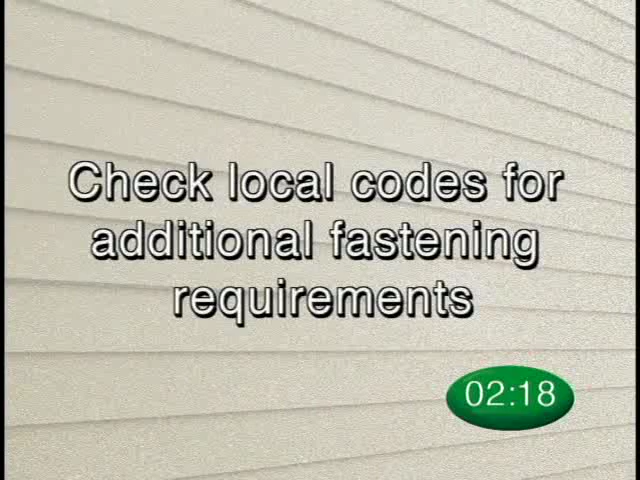 Check local codes for
additional fastening
requirements
02:18